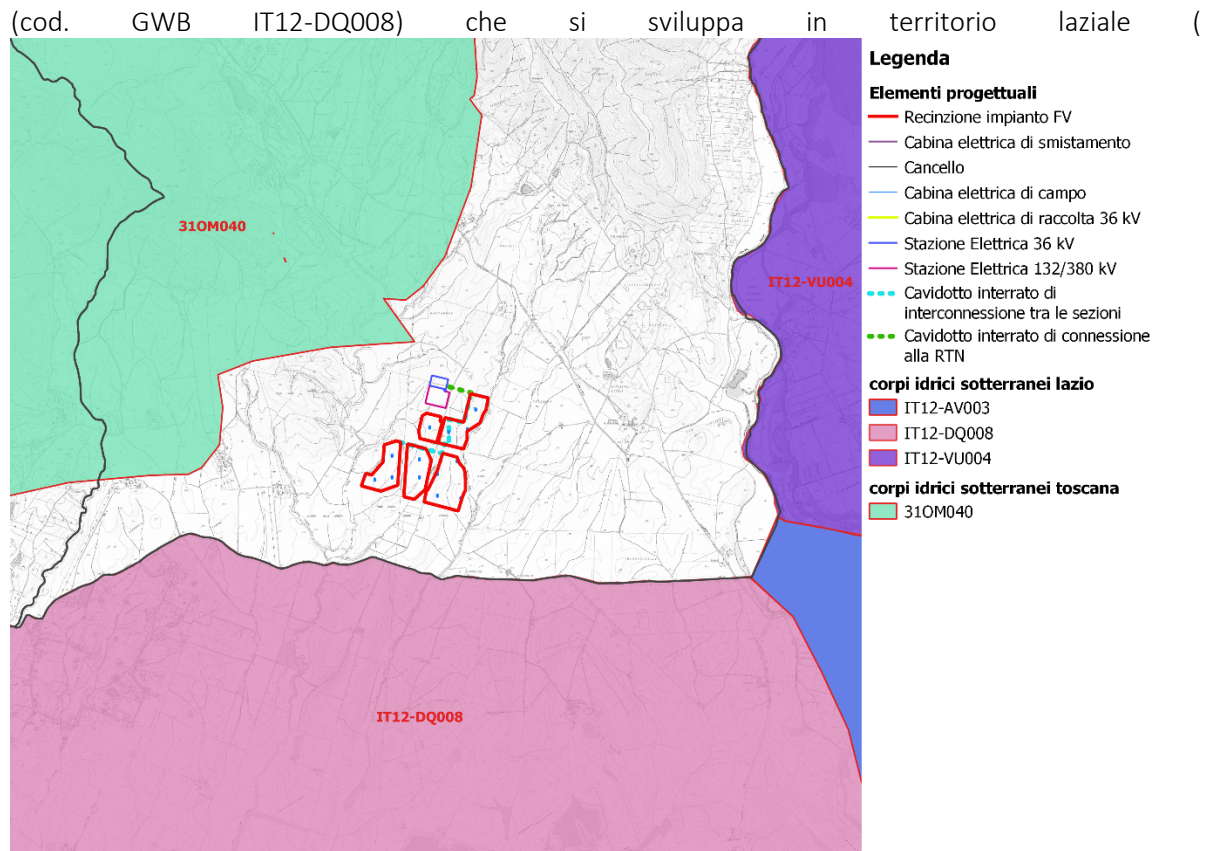 (cod. GWB IT12-DQ008) che si sviluppa in territorio laziale (
Legenda
Elementi progettuali
Recinzione impianto FV
Cabina elettrica di smistamento
Cancello
Cabina elettrica di campo
Cabina elettrica di raccolta 36 kV
Stazione Elettrica 36 kV
Stazione Elettrica 132/380 kV
Cavidotto interrato di
interconnessione tra le sezioni
Cavidotto interrato di connessione
alla RTN
corpi idrici sotterranei lazio
IT12-AV003
IT12-DQ008
IT12-VU004
corpi idrici sotterranei toscana
31OM040
31OM040
IT12-VU004
IT12-DQ008